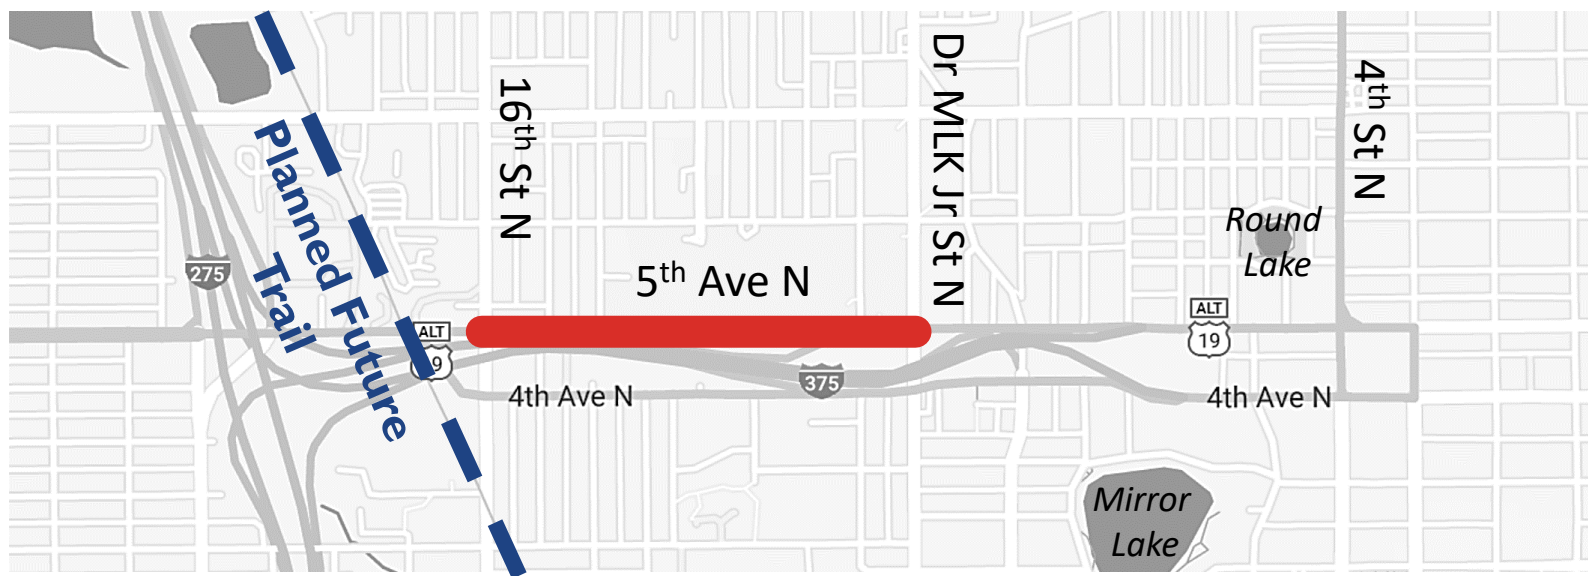 16th St N
Dr MLK Jr St N
4th St N
Planned Future
Trail
Round
Lake
275
5th Ave N
ALT
9
ALT
19
375
4th Ave N
4th Ave N
Mirror
Lake